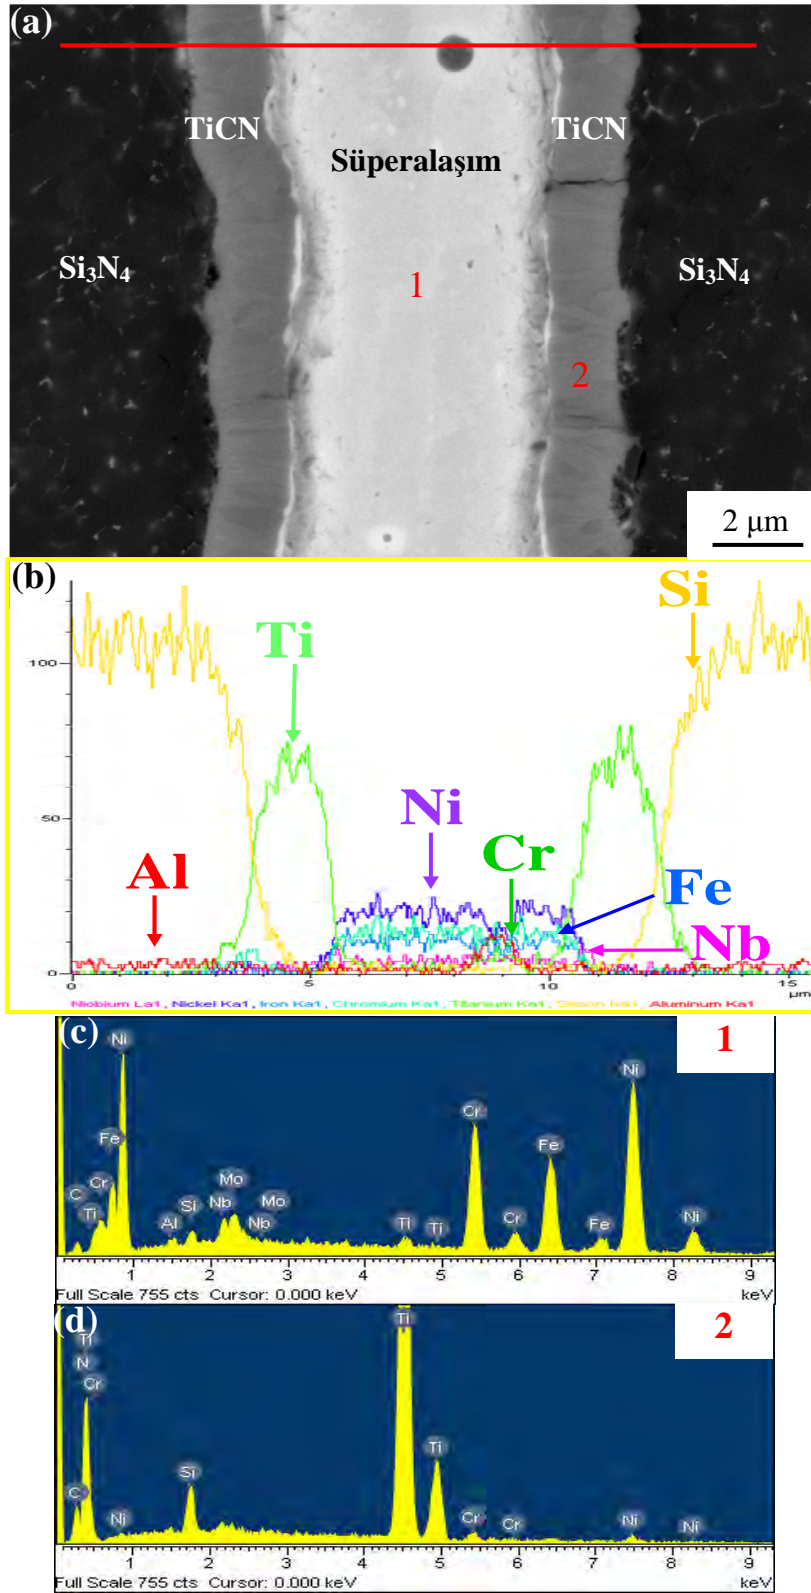 (a)
TiCN
TiCN
Süperalaşım
Si₃N₄
1
Si₃N₄
2
2 µm
(b)
Si
Ti
100
Ni
50
Cr
Al
Fe
Nb
0
5
10
15
µm
Niobium La1, Nickel Ka1, Iron Ka1, Chromium Ka1, Titanium Ka1, Silicon Ka1, Aluminum Ka1
(c)
1
Ni
Ni
Cr
Fe
Fe
C
Cr
Si
Nb
Mo
Mo
Ti
Al
Nb
Ti
Ti
Cr
Fe
Ni
1 2 3 4 5 6 7 8 9
Full Scale 755 cts Cursor: 0.000 keV
keV
(d)
2
Ti
Ti
N
Cr
Ti
Si
C
Ni
Cr
Cr
Ni
Ni
1 2 3 4 5 6 7 8 9
Full Scale 755 cts Cursor: 0.000 keV
keV